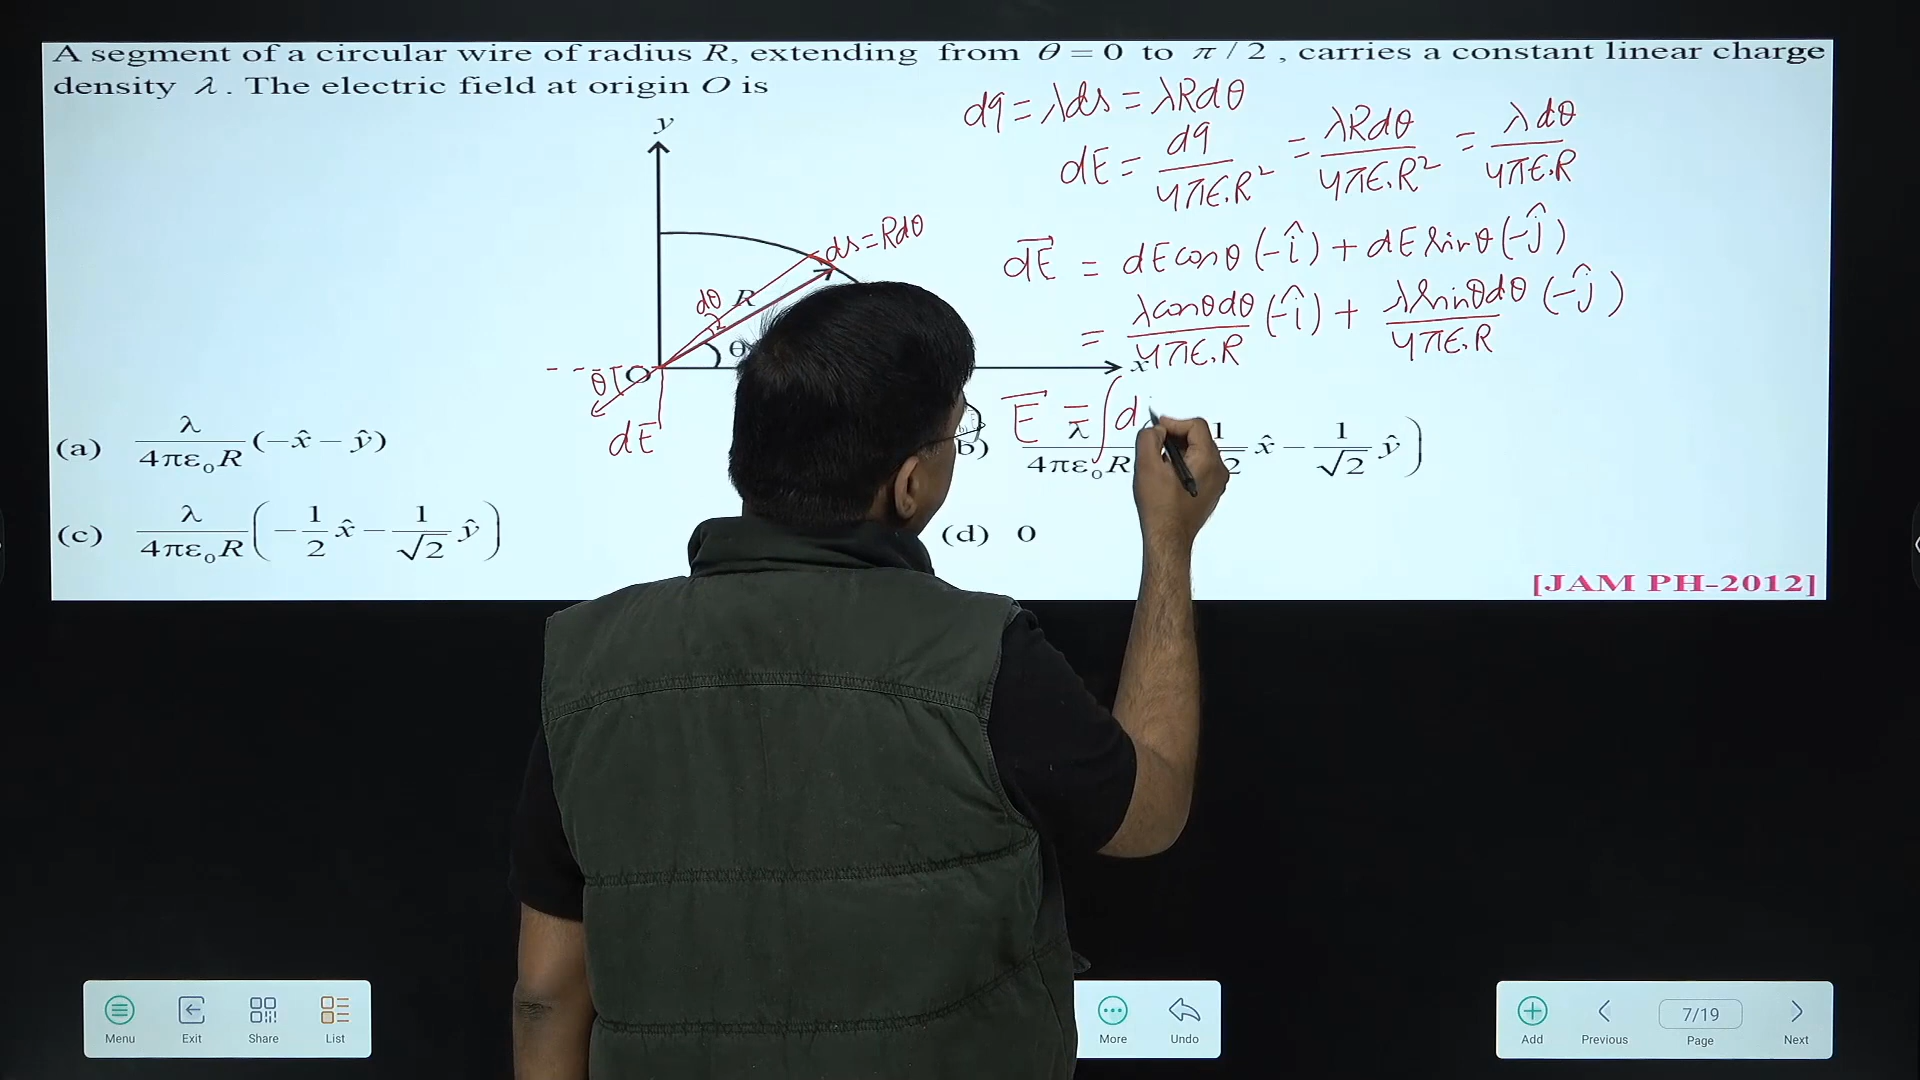 A segment of a circular wire of radius R, extending from θ = 0 to π / 2 , carries a constant linear charge
density λ . The electric field at origin O is
dq = λds = λRdθ
dE = dq/4πε₀R² = λRdθ/4πε₀R² = λdθ/4πε₀R
y
ds = Rdθ
dE⃗ = dE cosθ (-î) + dE sinθ (-ĵ)
= λcosθdθ/4πε₀R (-î) + λsinθdθ/4πε₀R (-ĵ)
dθ R
θ
θ O x
dE
E⃗ = ∫d
(a) λ/4πε₀R (-x̂ - ŷ)
b) λ/4πε₀R x̂ - 1/√2 ŷ)
(c) λ/4πε₀R (-1/2 x̂ - 1/√2 ŷ)
(d) 0
[JAM PH-2012]
Menu Exit Share List More Undo Add Previous 7/19 Page Next